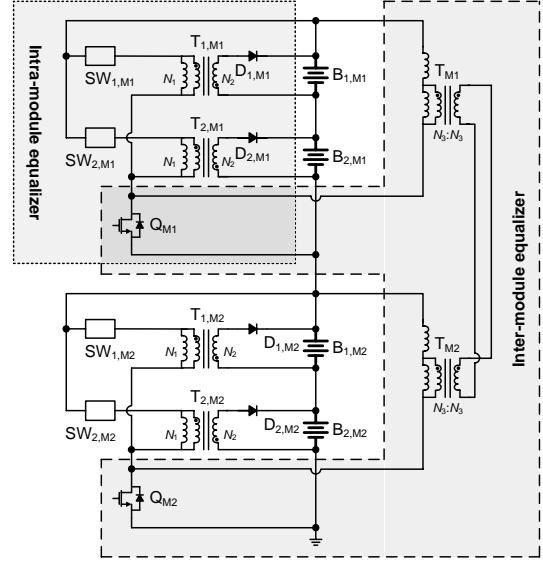 Intra-module equalizer
T1,M1
SW1,M1
N1
N2
D1,M1
B1,M1
TM1
N3:N3
T2,M1
SW2,M1
N1
N2
D2,M1
B2,M1
QM1
Inter-module equalizer
T1,M2
SW1,M2
N1
N2
D1,M2
B1,M2
TM2
N3:N3
T2,M2
SW2,M2
N1
N2
D2,M2
B2,M2
QM2